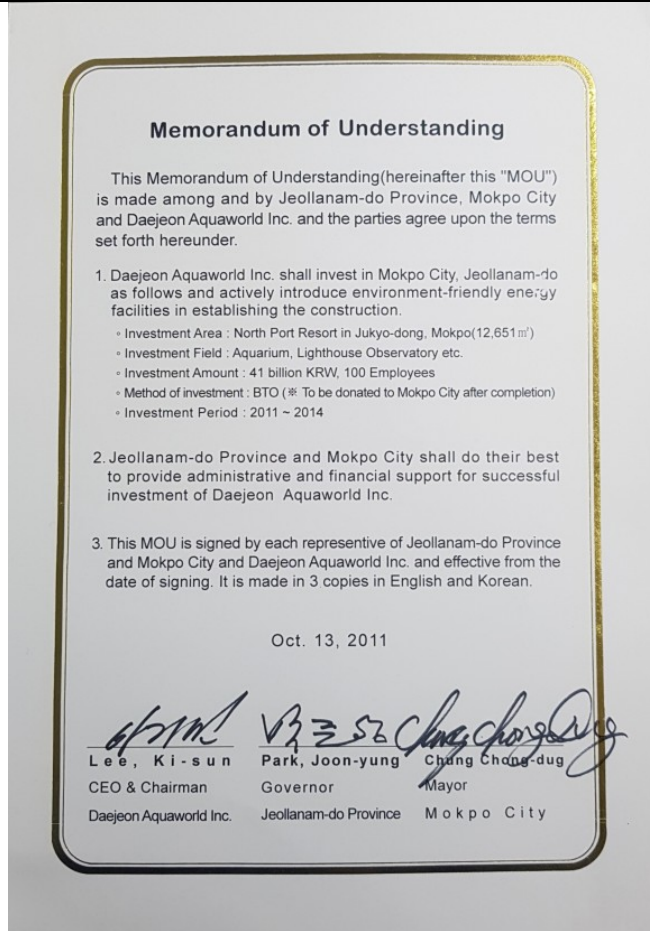 Memorandum of Understanding
This Memorandum of Understanding(hereinafter this "MOU")
is made among and by Jeollanam-do Province, Mokpo City
and Daejeon Aquaworld Inc. and the parties agree upon the terms
set forth hereunder.
1. Daejeon Aquaworld Inc. shall invest in Mokpo City, Jeollanam-do
as follows and actively introduce environment-friendly energy
facilities in establishing the construction.
◦ Investment Area : North Port Resort in Jukyo-dong, Mokpo(12,651㎡)
◦ Investment Field : Aquarium, Lighthouse Observatory etc.
◦ Investment Amount : 41 billion KRW, 100 Employees
◦ Method of investment : BTO (※ To be donated to Mokpo City after completion)
◦ Investment Period : 2011 ~ 2014
2. Jeollanam-do Province and Mokpo City shall do their best
to provide administrative and financial support for successful
investment of Daejeon Aquaworld Inc.
3. This MOU is signed by each representive of Jeollanam-do Province
and Mokpo City and Daejeon Aquaworld Inc. and effective from the
date of signing. It is made in 3 copies in English and Korean.
Oct. 13, 2011
Chung Chong Dug
Lee, Ki-sun Park, Joon-yung Chung Chong-dug
CEO & Chairman Governor Mayor
Daejeon Aquaworld Inc. Jeollanam-do Province Mokpo City